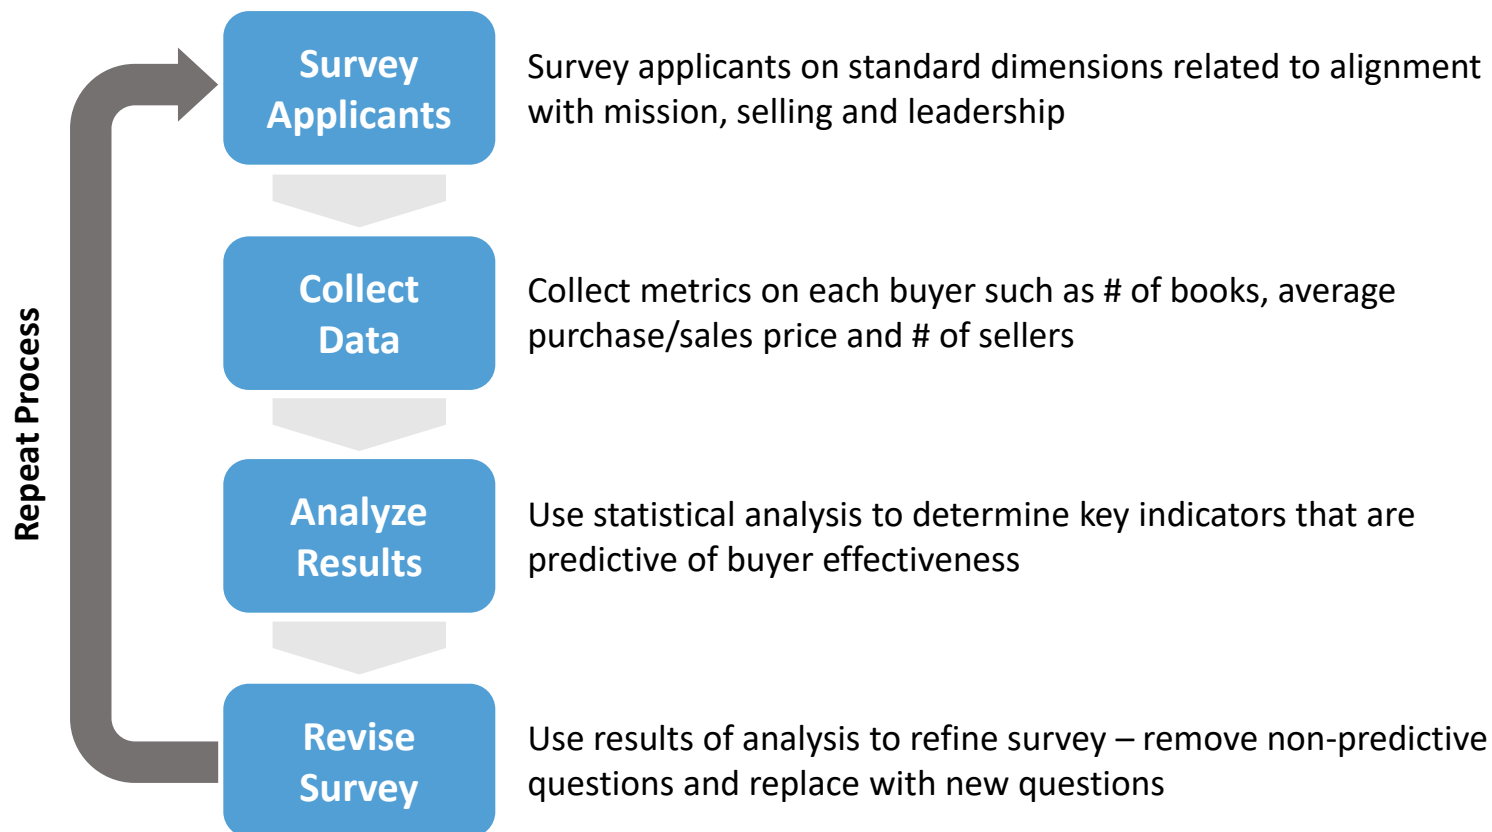 Survey
Applicants
Survey applicants on standard dimensions related to alignment
with mission, selling and leadership
Collect
Data
Collect metrics on each buyer such as # of books, average
purchase/sales price and # of sellers
Repeat Process
Analyze
Results
Use statistical analysis to determine key indicators that are
predictive of buyer effectiveness
Revise
Survey
Use results of analysis to refine survey – remove non-predictive
questions and replace with new questions